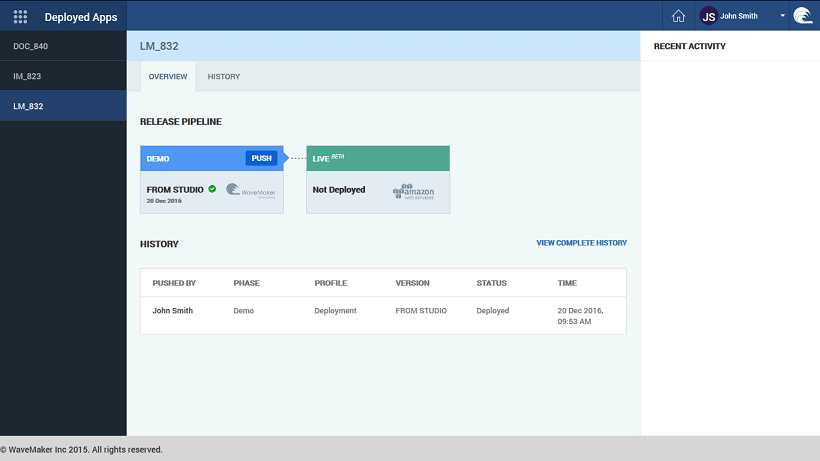 Deployed Apps
JS John Smith
DOC_840
IM_823
LM_832
LM_832
OVERVIEW HISTORY
RELEASE PIPELINE
DEMO PUSH
FROM STUDIO
20 Dec 2016
WaveMaker
LIVE BETA
Not Deployed
amazon
web services
HISTORY VIEW COMPLETE HISTORY
PUSHED BY PHASE PROFILE VERSION STATUS TIME
John Smith Demo Deployment FROM STUDIO Deployed 20 Dec 2016,
09:53 AM
RECENT ACTIVITY
© WaveMaker Inc 2015. All rights reserved.